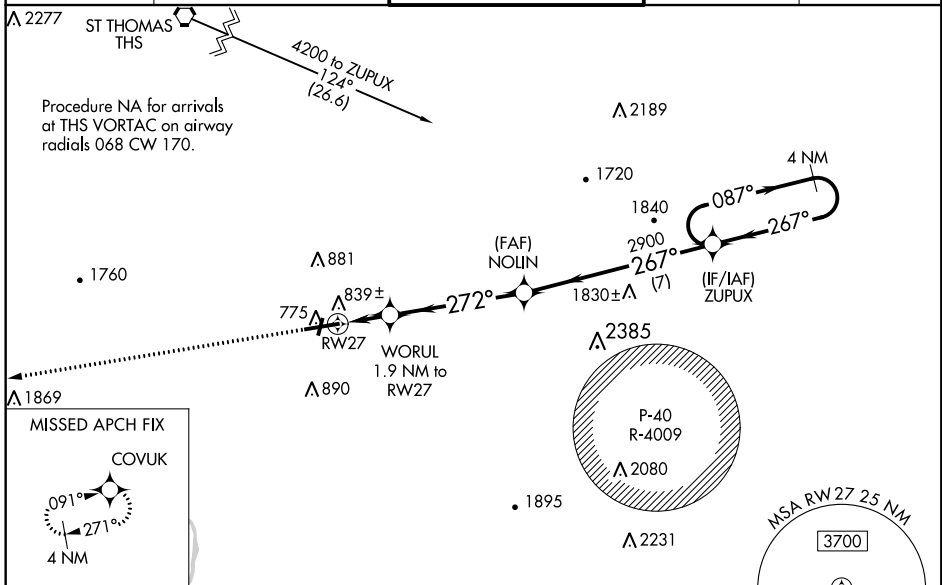 2277
ST THOMAS
THS
4200 to ZUPUX
124°
(26.6)
Procedure NA for arrivals
at THS VORTAC on airway
radials 068 CW 170.
2189
1720
4 NM
087°
1840
267°
2900
267°
(7)
(IF/IAF)
ZUPUX
(FAF)
NOLIN
1830±
881
1760
839±
272°
775
RW27
WORUL
1.9 NM to
RW27
2385
890
1869
P-40
R-4009
2080
MISSED APCH FIX
COVUK
091°
271°
4 NM
1895
2231
MSA RW27 25 NM
3700